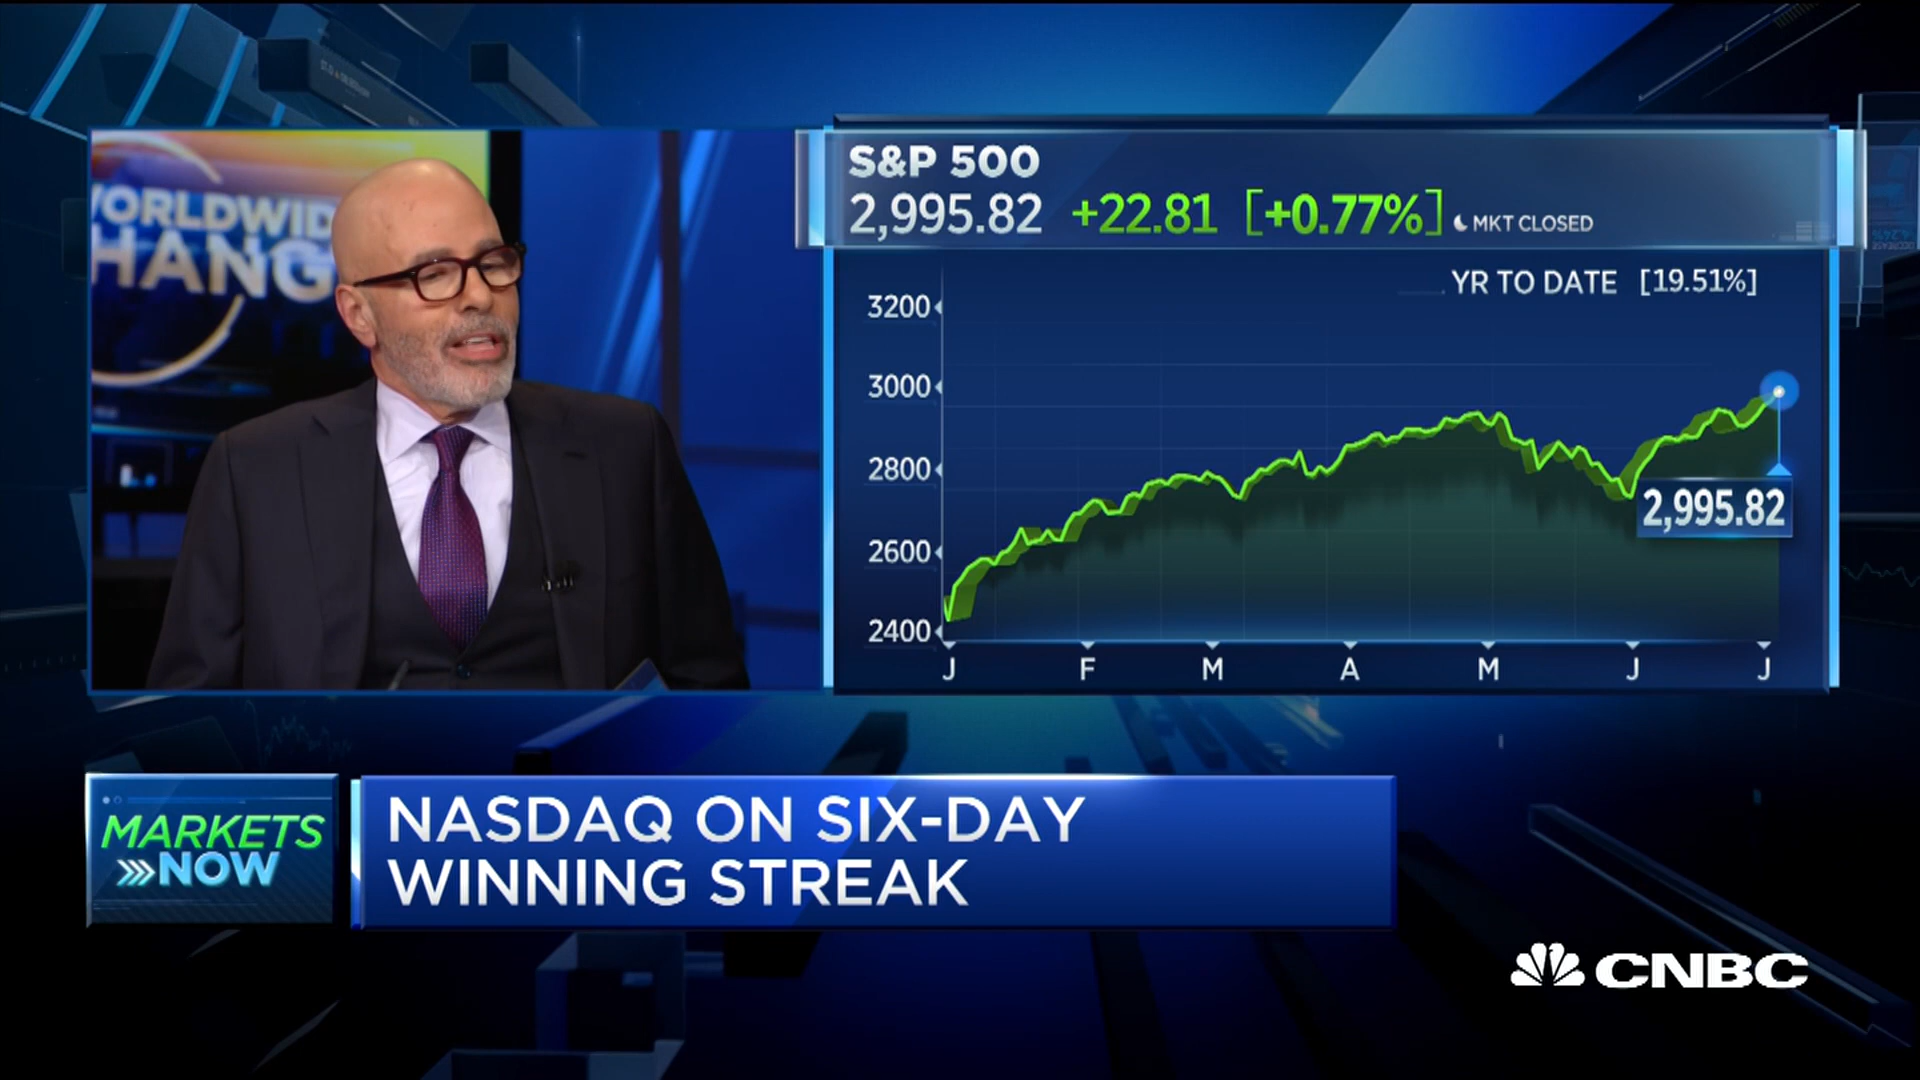 WORLDWID
HANG
S&P 500
2,995.82 +22.81 [+0.77%] MKT CLOSED
YR TO DATE [19.51%]
3200
3000
2800
2600
2400
2,995.82
J F M A M J J
MARKETS
NOW
NASDAQ ON SIX-DAY
WINNING STREAK
CNBC